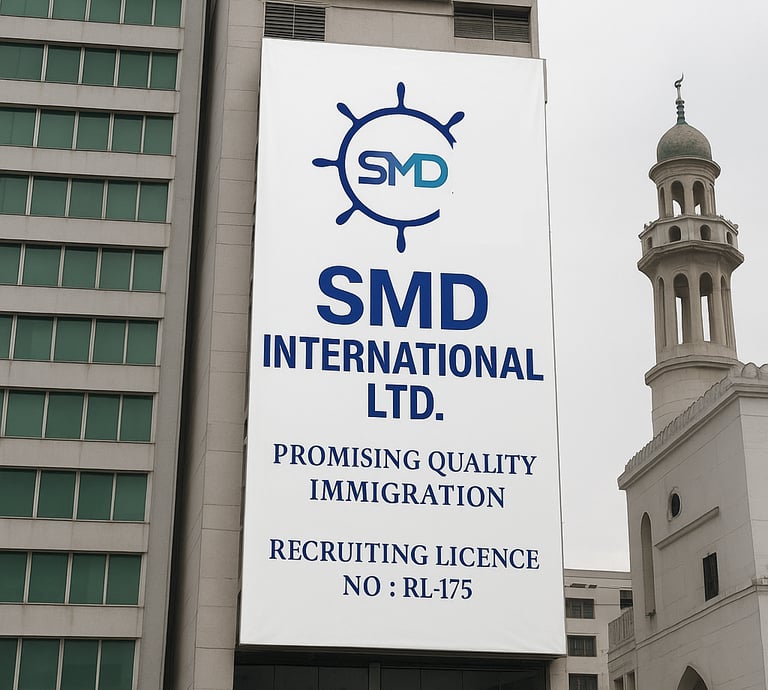 SMD
SMD
INTERNATIONAL
LTD.
PROMISING QUALITY
IMMIGRATION
RECRUITING LICENCE
NO : RL-175